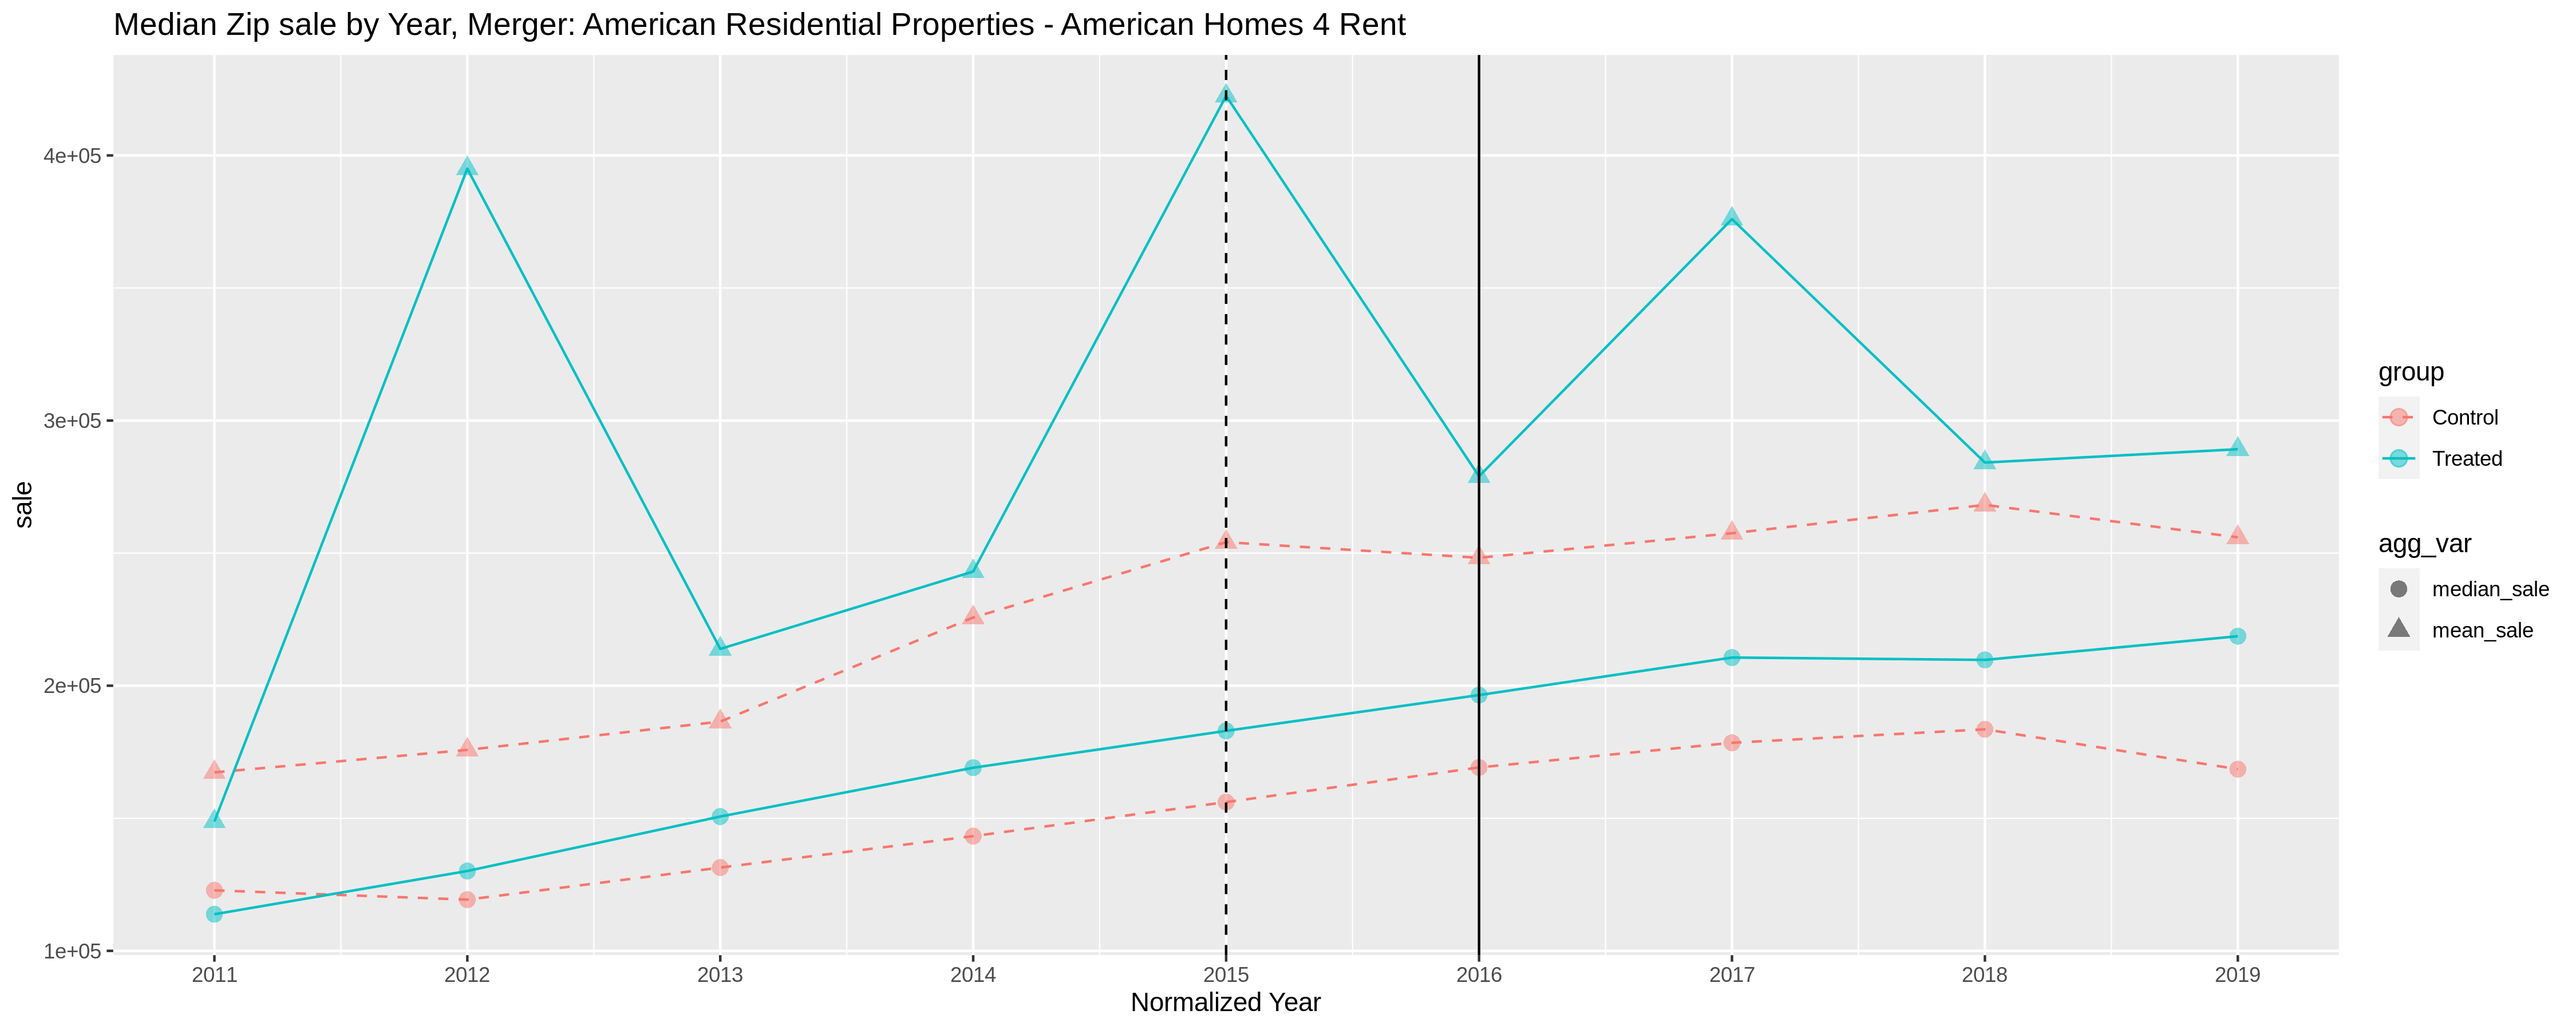 Median Zip sale by Year, Merger: American Residential Properties - American Homes 4 Rent
4e+05
3e+05
2e+05
1e+05
sale
2011 2012 2013 2014 2015 2016 2017 2018 2019
Normalized Year
group
Control
Treated
agg_var
median_sale
mean_sale